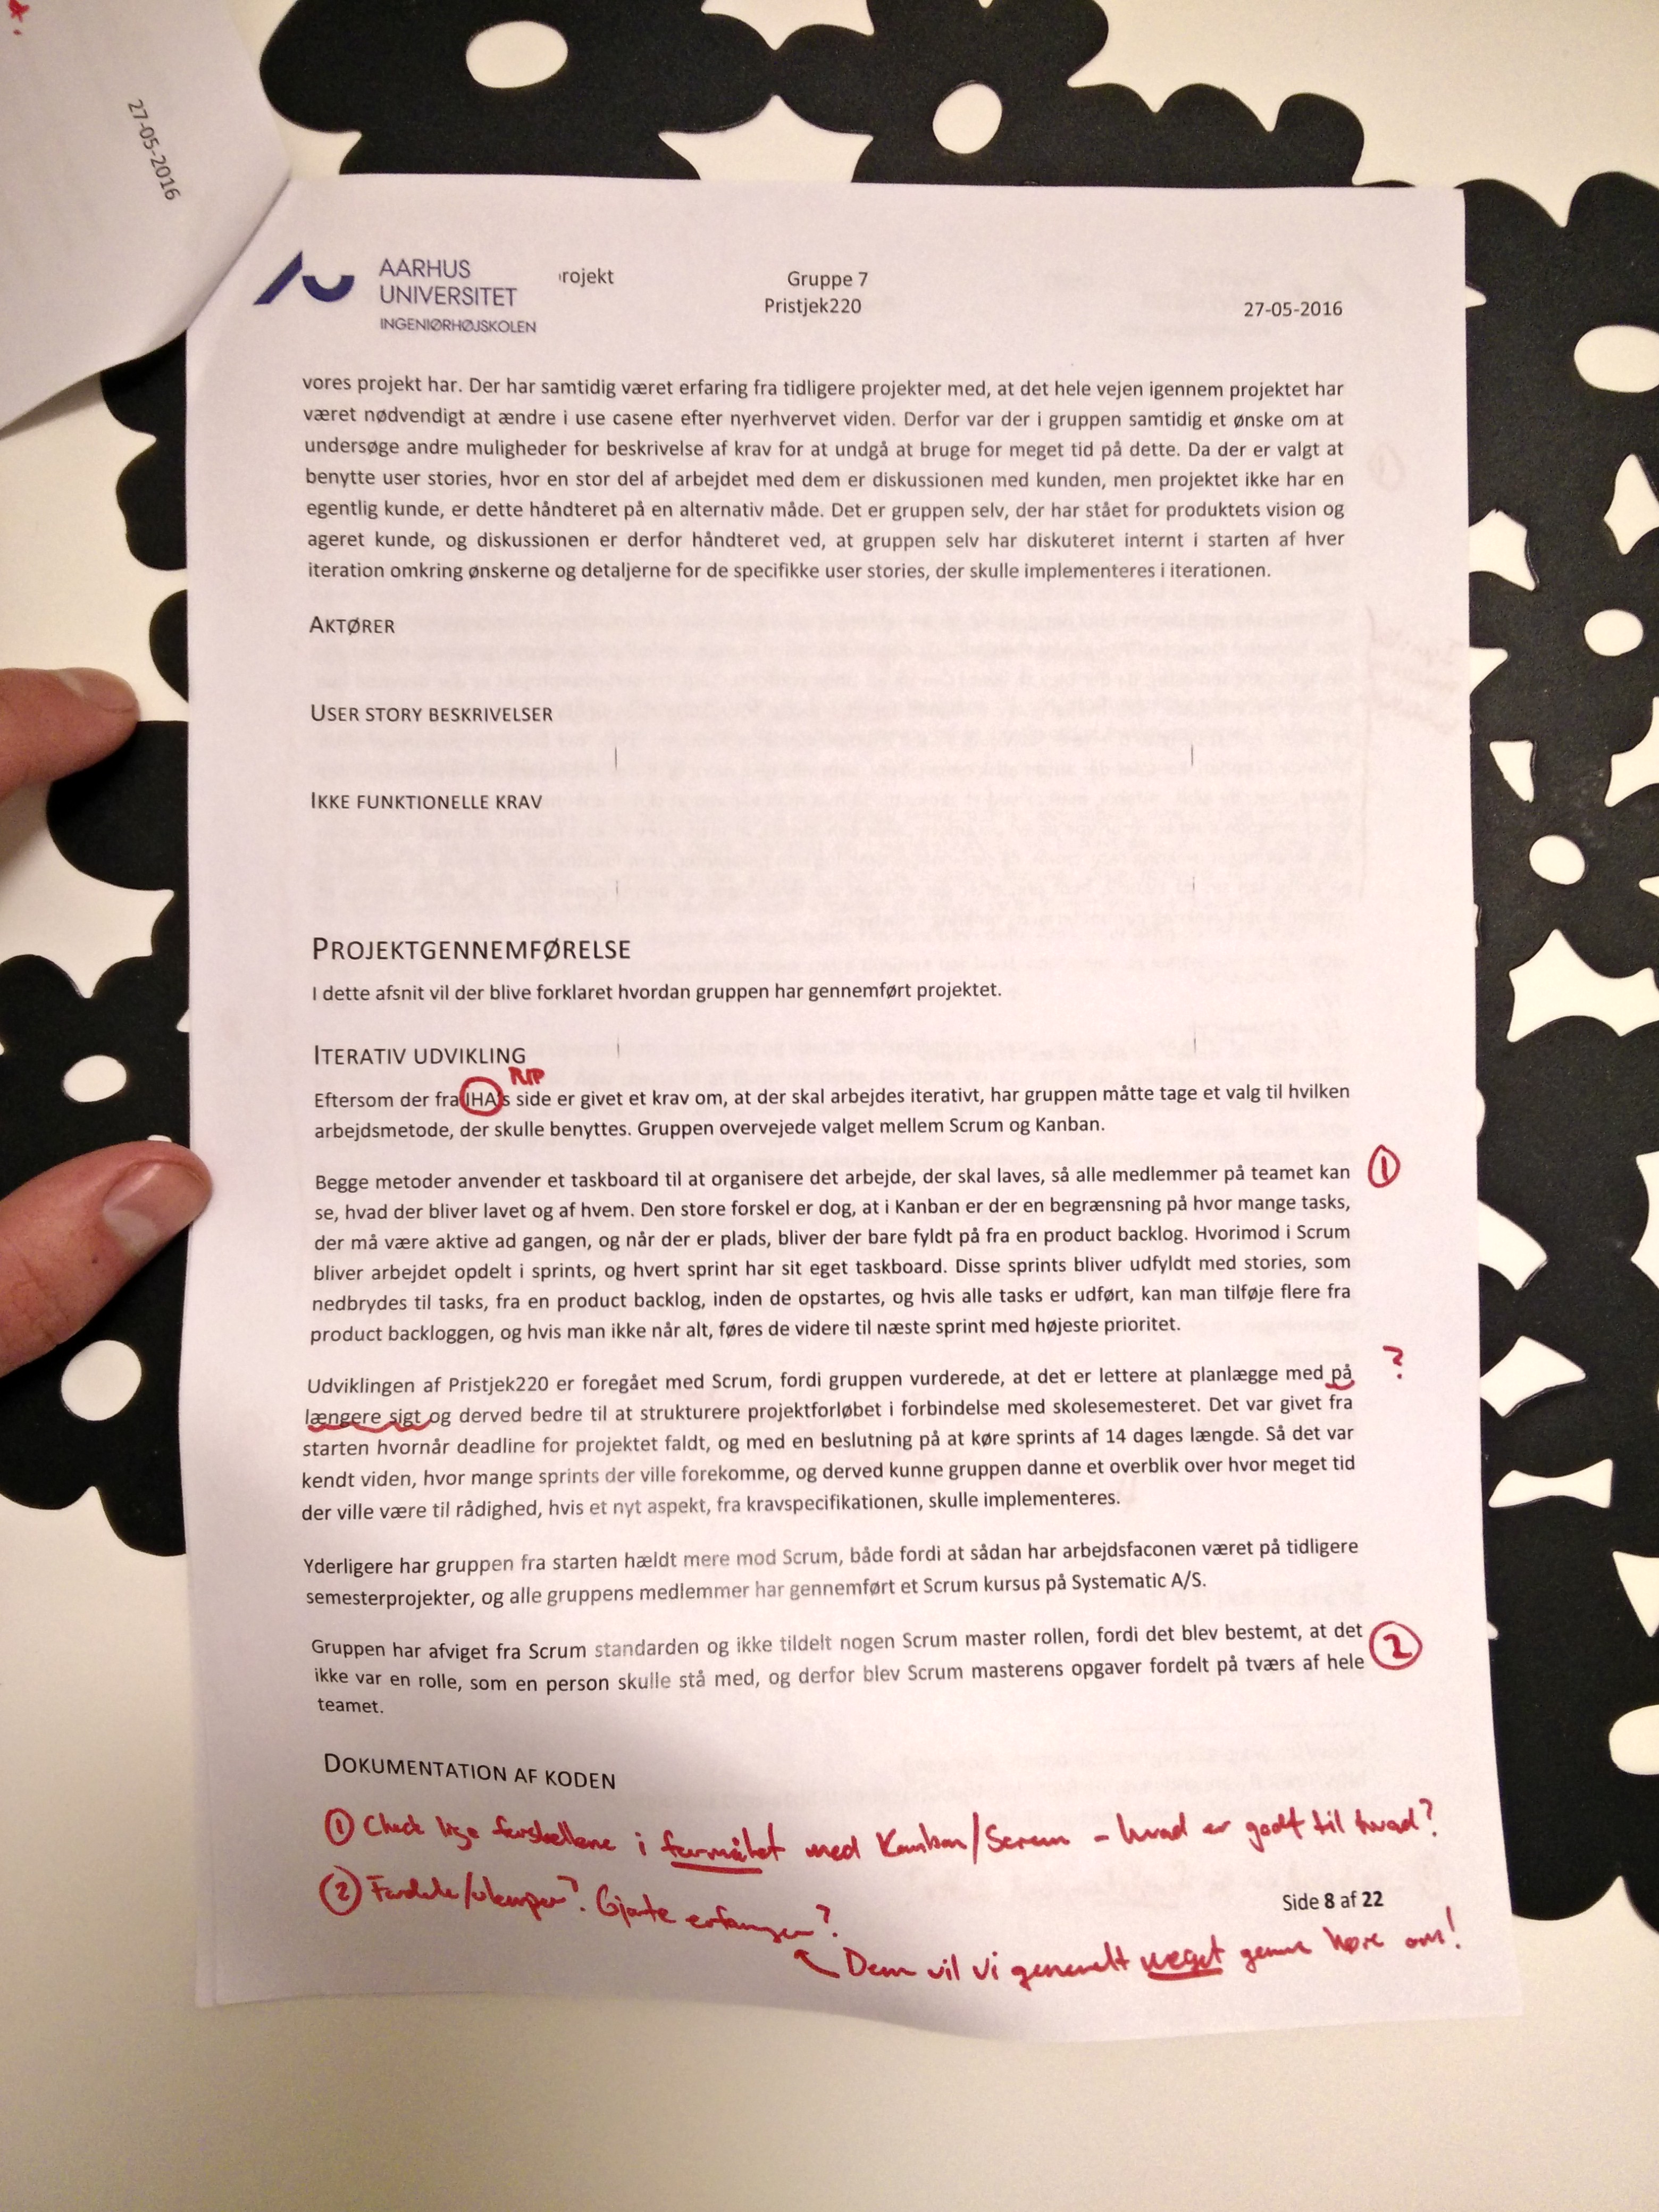 27-05-2016
AARHUS
UNIVERSITET
INGENIØRHØJSKOLEN
rojekt
Gruppe 7
Pristjek220
27-05-2016
vores projekt har. Der har samtidig været erfaring fra tidligere projekter med, at det hele vejen igennem projektet har
været nødvendigt at ændre i use casene efter nyerhvervet viden. Derfor var der i gruppen samtidig et ønske om at
undersøge andre muligheder for beskrivelse af krav for at undgå at bruge for meget tid på dette. Da der er valgt at
benytte user stories, hvor en stor del af arbejdet med dem er diskussionen med kunden, men projektet ikke har en
egentlig kunde, er dette håndteret på en alternativ måde. Det er gruppen selv, der har stået for produktets vision og
ageret kunde, og diskussionen er derfor håndteret ved, at gruppen selv har diskuteret internt i starten af hver
iteration omkring ønskerne og detaljerne for de specifikke user stories, der skulle implementeres i iterationen.
AKTØRER
USER STORY BESKRIVELSER
IKKE FUNKTIONELLE KRAV
PROJEKTGENNEMFØRELSE
I dette afsnit vil der blive forklaret hvordan gruppen har gennemført projektet.
ITERATIV UDVIKLING
RIP
Eftersom der fra IHA's side er givet et krav om, at der skal arbejdes iterativt, har gruppen måtte tage et valg til hvilken
arbejdsmetode, der skulle benyttes. Gruppen overvejede valget mellem Scrum og Kanban.
Begge metoder anvender et taskboard til at organisere det arbejde, der skal laves, så alle medlemmer på teamet kan ①
se, hvad der bliver lavet og af hvem. Den store forskel er dog, at i Kanban er der en begrænsning på hvor mange tasks,
der må være aktive ad gangen, og når der er plads, bliver der bare fyldt på fra en product backlog. Hvorimod i Scrum
bliver arbejdet opdelt i sprints, og hvert sprint har sit eget taskboard. Disse sprints bliver udfyldt med stories, som
nedbrydes til tasks, fra en product backlog, inden de opstartes, og hvis alle tasks er udført, kan man tilføje flere fra
product backloggen, og hvis man ikke når alt, føres de videre til næste sprint med højeste prioritet.
Udviklingen af Pristjek220 er foregået med Scrum, fordi gruppen vurderede, at det er lettere at planlægge med på ?
længere sigt og derved bedre til at strukturere projektforløbet i forbindelse med skolesemesteret. Det var givet fra
starten hvornår deadline for projektet faldt, og med en beslutning på at køre sprints af 14 dages længde. Så det var
kendt viden, hvor mange sprints der ville forekomme, og derved kunne gruppen danne et overblik over hvor meget tid
der ville være til rådighed, hvis et nyt aspekt, fra kravspecifikationen, skulle implementeres.
Yderligere har gruppen fra starten hældt mere mod Scrum, både fordi at sådan har arbejdsfaconen været på tidligere
semesterprojekter, og alle gruppens medlemmer har gennemført et Scrum kursus på Systematic A/S.
Gruppen har afviget fra Scrum standarden og ikke tildelt nogen Scrum master rollen, fordi det blev bestemt, at det ②
ikke var en rolle, som en person skulle stå med, og derfor blev Scrum masterens opgaver fordelt på tværs af hele
teamet.
DOKUMENTATION AF KODEN
① Check lige forskellene i formålet med Kanban/Scrum - hvad er godt til hvad?
② Fordele/ulemper? Gjorte erfaringer?
Side 8 af 22
Dem vil vi generelt meget gerne høre om!